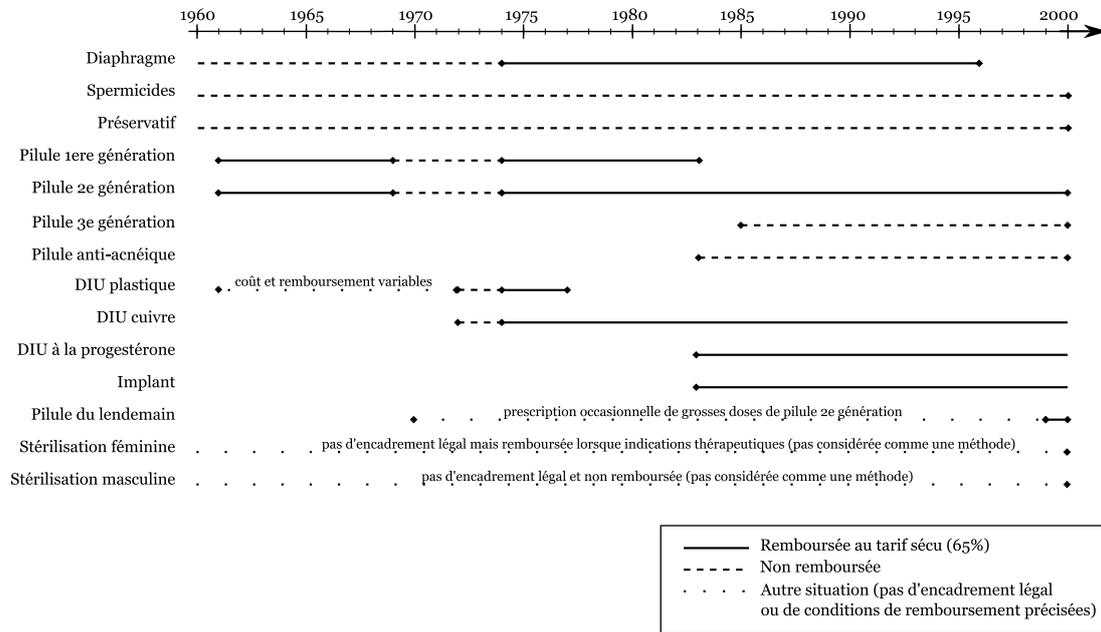 1960 1965 1970 1975 1980 1985 1990 1995 2000
Diaphragme
Spermicides
Préservatif
Pilule 1ere génération
Pilule 2e génération
Pilule 3e génération
Pilule anti-acnéique
DIU plastique coût et remboursement variables
DIU cuivre
DIU à la progestérone
Implant
Pilule du lendemain prescription occasionnelle de grosses doses de pilule 2e génération
Stérilisation féminine pas d'encadrement légal mais remboursée lorsque indications thérapeutiques (pas considérée comme une méthode)
Stérilisation masculine pas d'encadrement légal et non remboursée (pas considérée comme une méthode)
Remboursée au tarif sécu (65%)
Non remboursée
Autre situation (pas d'encadrement légal
ou de conditions de remboursement précisées)